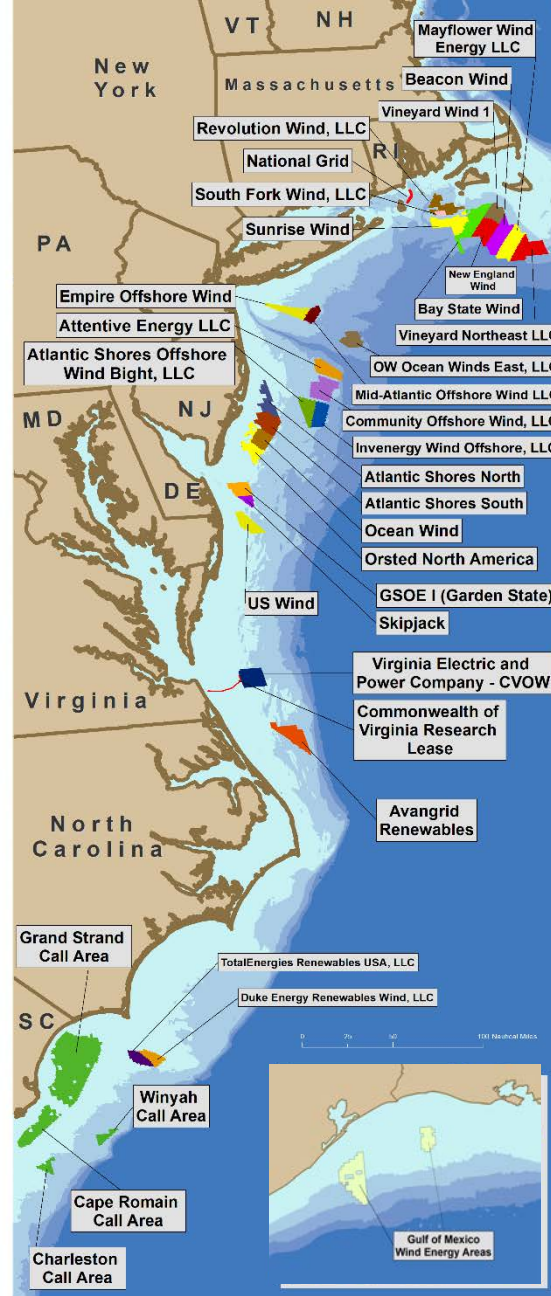 VT
NH
Mayflower Wind
Energy LLC
New
York
Massachusetts
Beacon Wind
Vineyard Wind 1
Revolution Wind, LLC
RI
National Grid
South Fork Wind, LLC
Sunrise Wind
PA
New England
Wind
Bay State Wind
Vineyard Northeast LLC
Empire Offshore Wind
Attentive Energy LLC
Atlantic Shores Offshore
Wind Bight, LLC
OW Ocean Winds East, LLC
Mid-Atlantic Offshore Wind LLC
Community Offshore Wind, LLC
Invenergy Wind Offshore, LLC
MD
NJ
Atlantic Shores North
Atlantic Shores South
DE
Ocean Wind
Orsted North America
US Wind
GSOE I (Garden State)
Skipjack
Virginia Electric and
Power Company - CVOW
Virginia
Commonwealth of
Virginia Research
Lease
Avangrid
Renewables
North
Carolina
Grand Strand
Call Area
TotalEnergies Renewables USA, LLC
Duke Energy Renewables Wind, LLC
SC
0 25 50 100 Nautical Miles
Winyah
Call Area
Cape Romain
Call Area
Charleston
Call Area
Gulf of Mexico
Wind Energy Areas